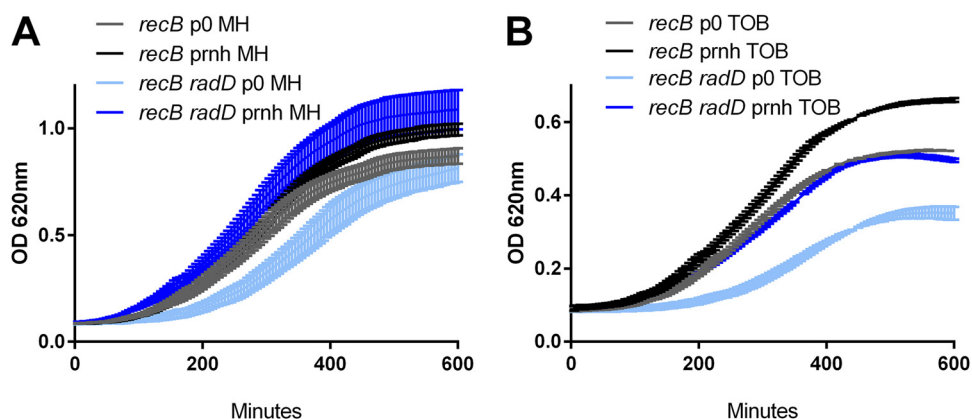 A
recB p0 MH
recB prnh MH
recB radD p0 MH
recB radD prnh MH
OD 620nm
1.0
0.5
0.0
0
200
400
600
Minutes
B
recB p0 TOB
recB prnh TOB
recB radD p0 TOB
recB radD prnh TOB
OD 620nm
0.6
0.4
0.2
0.0
0
200
400
600
Minutes